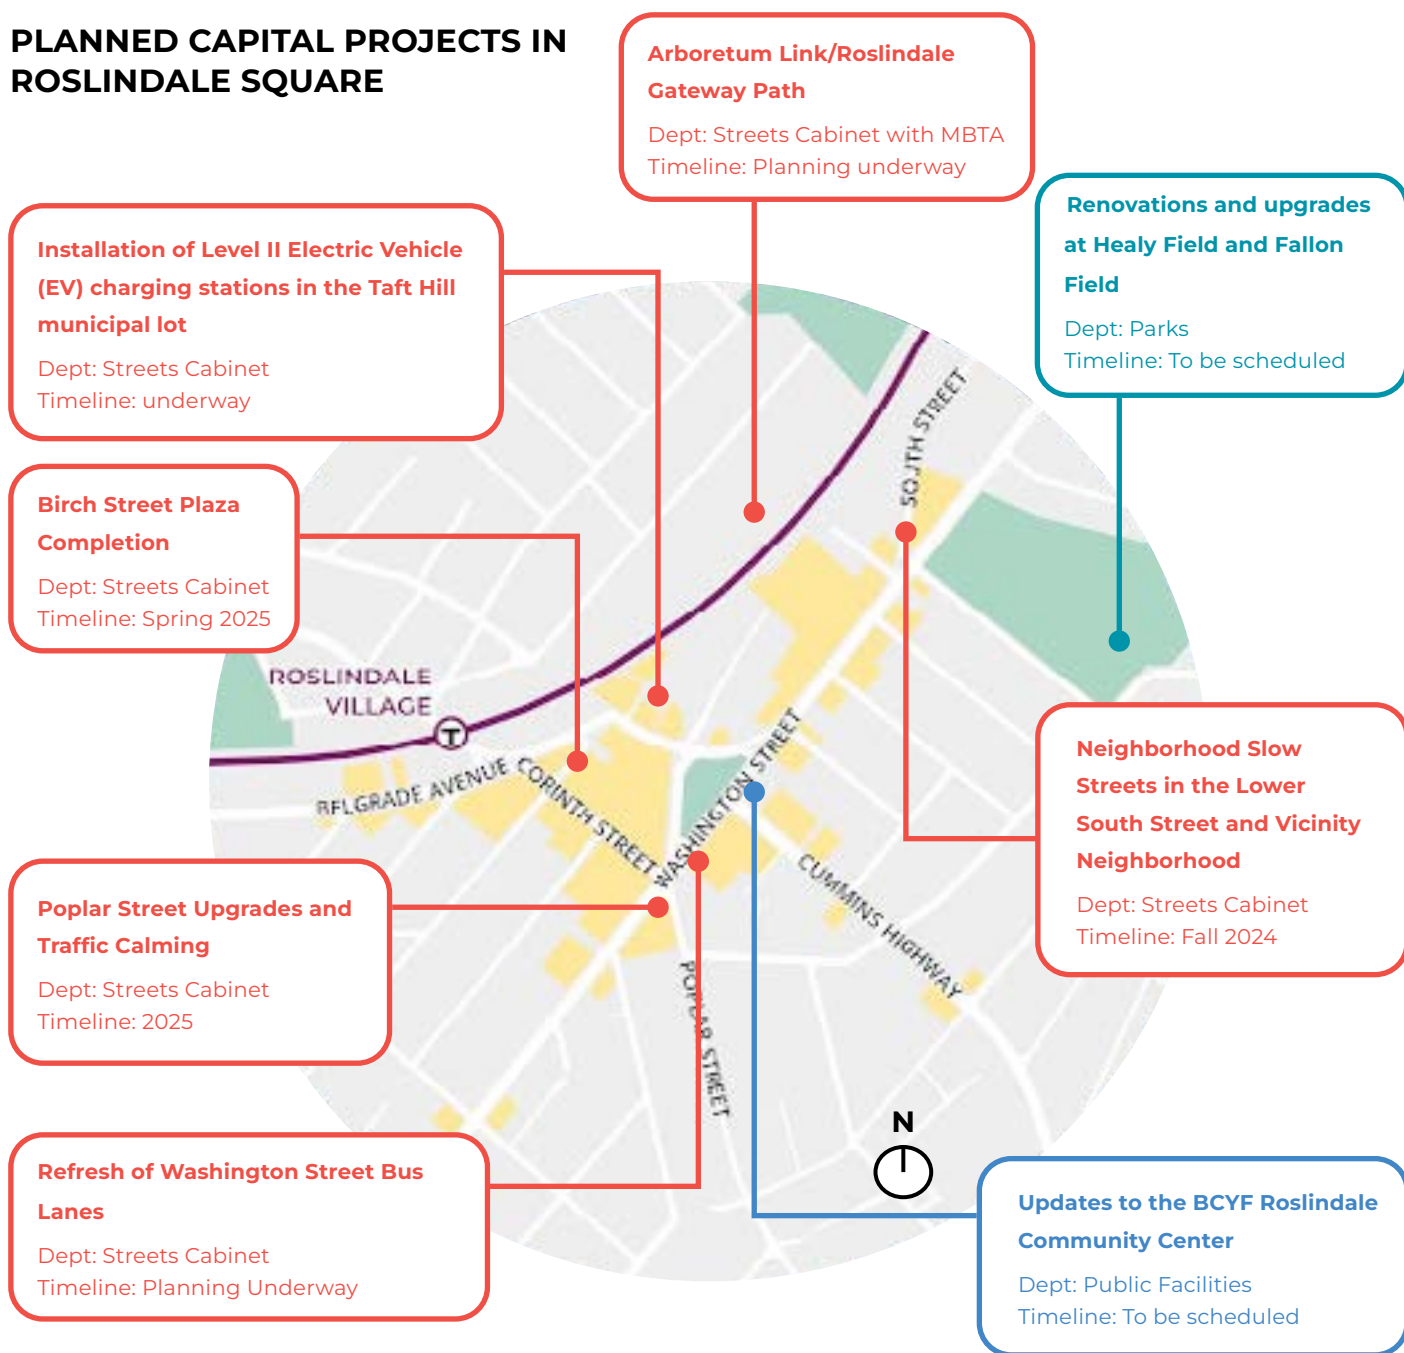 PLANNED CAPITAL PROJECTS IN
ROSLINDALE SQUARE
Arboretum Link/Roslindale
Gateway Path
Dept: Streets Cabinet with MBTA
Timeline: Planning underway
Renovations and upgrades
at Healy Field and Fallon
Field
Dept: Parks
Timeline: To be scheduled
Installation of Level II Electric Vehicle
(EV) charging stations in the Taft Hill
municipal lot
Dept: Streets Cabinet
Timeline: underway
Birch Street Plaza
Completion
Dept: Streets Cabinet
Timeline: Spring 2025
SOUTH STREET
ROSLINDALE
VILLAGE
T
BELGRADE AVENUE
CORINTH STREET
WASHINGTON STREET
CUMMINS HIGHWAY
POPLAR STREET
Neighborhood Slow
Streets in the Lower
South Street and Vicinity
Neighborhood
Dept: Streets Cabinet
Timeline: Fall 2024
Poplar Street Upgrades and
Traffic Calming
Dept: Streets Cabinet
Timeline: 2025
N
Refresh of Washington Street Bus
Lanes
Dept: Streets Cabinet
Timeline: Planning Underway
Updates to the BCYF Roslindale
Community Center
Dept: Public Facilities
Timeline: To be scheduled